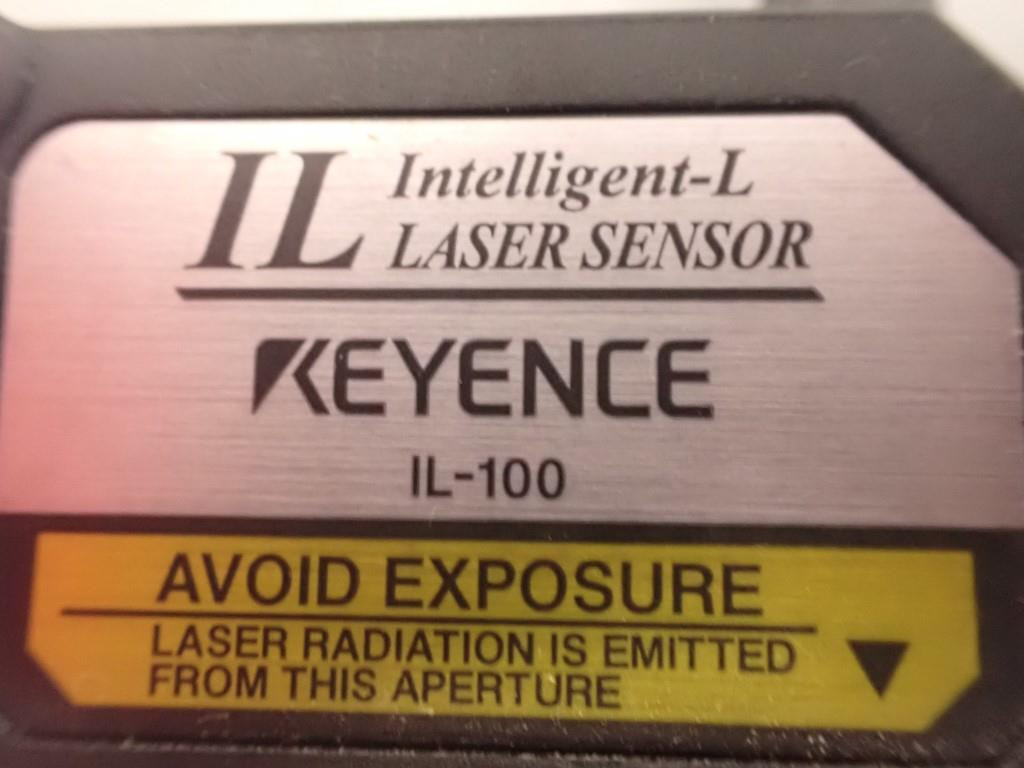 IL Intelligent-L
LASER SENSOR
KEYENCE
IL-100
AVOID EXPOSURE
LASER RADIATION IS EMITTED
FROM THIS APERTURE